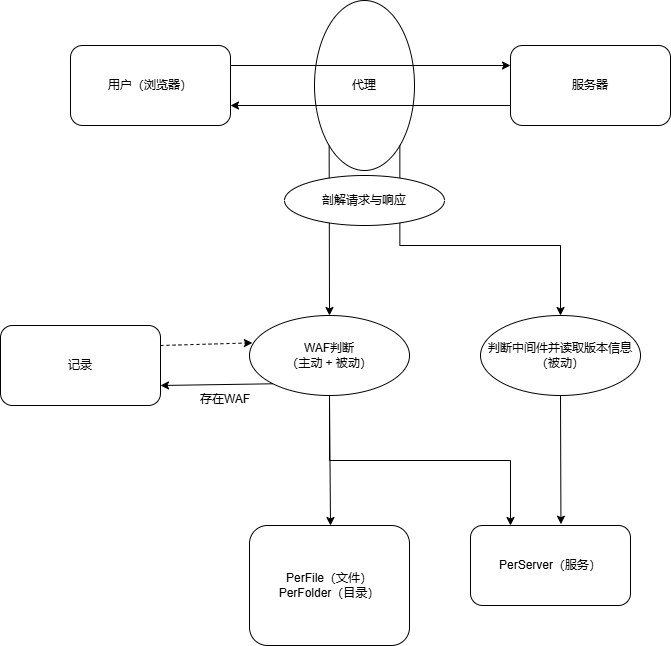 用户（浏览器）
代理
服务器
剖解请求与响应
WAF判断
（主动 + 被动）
判断中间件并读取版本信息
（被动）
记录
存在WAF
PerFile（文件）
PerFolder（目录）
PerServer（服务）